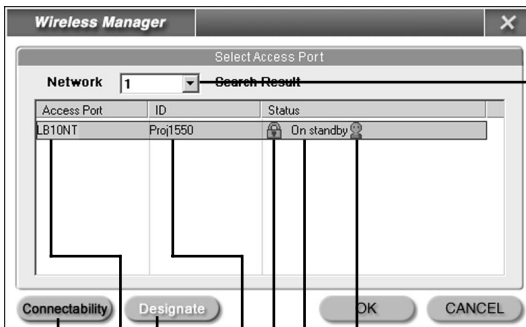 Wireless Manager
Select Access Port
Network 1 Search Result
Access Port ID Status
LB10NT Proj1550 On standby
Connectability Designate OK CANCEL